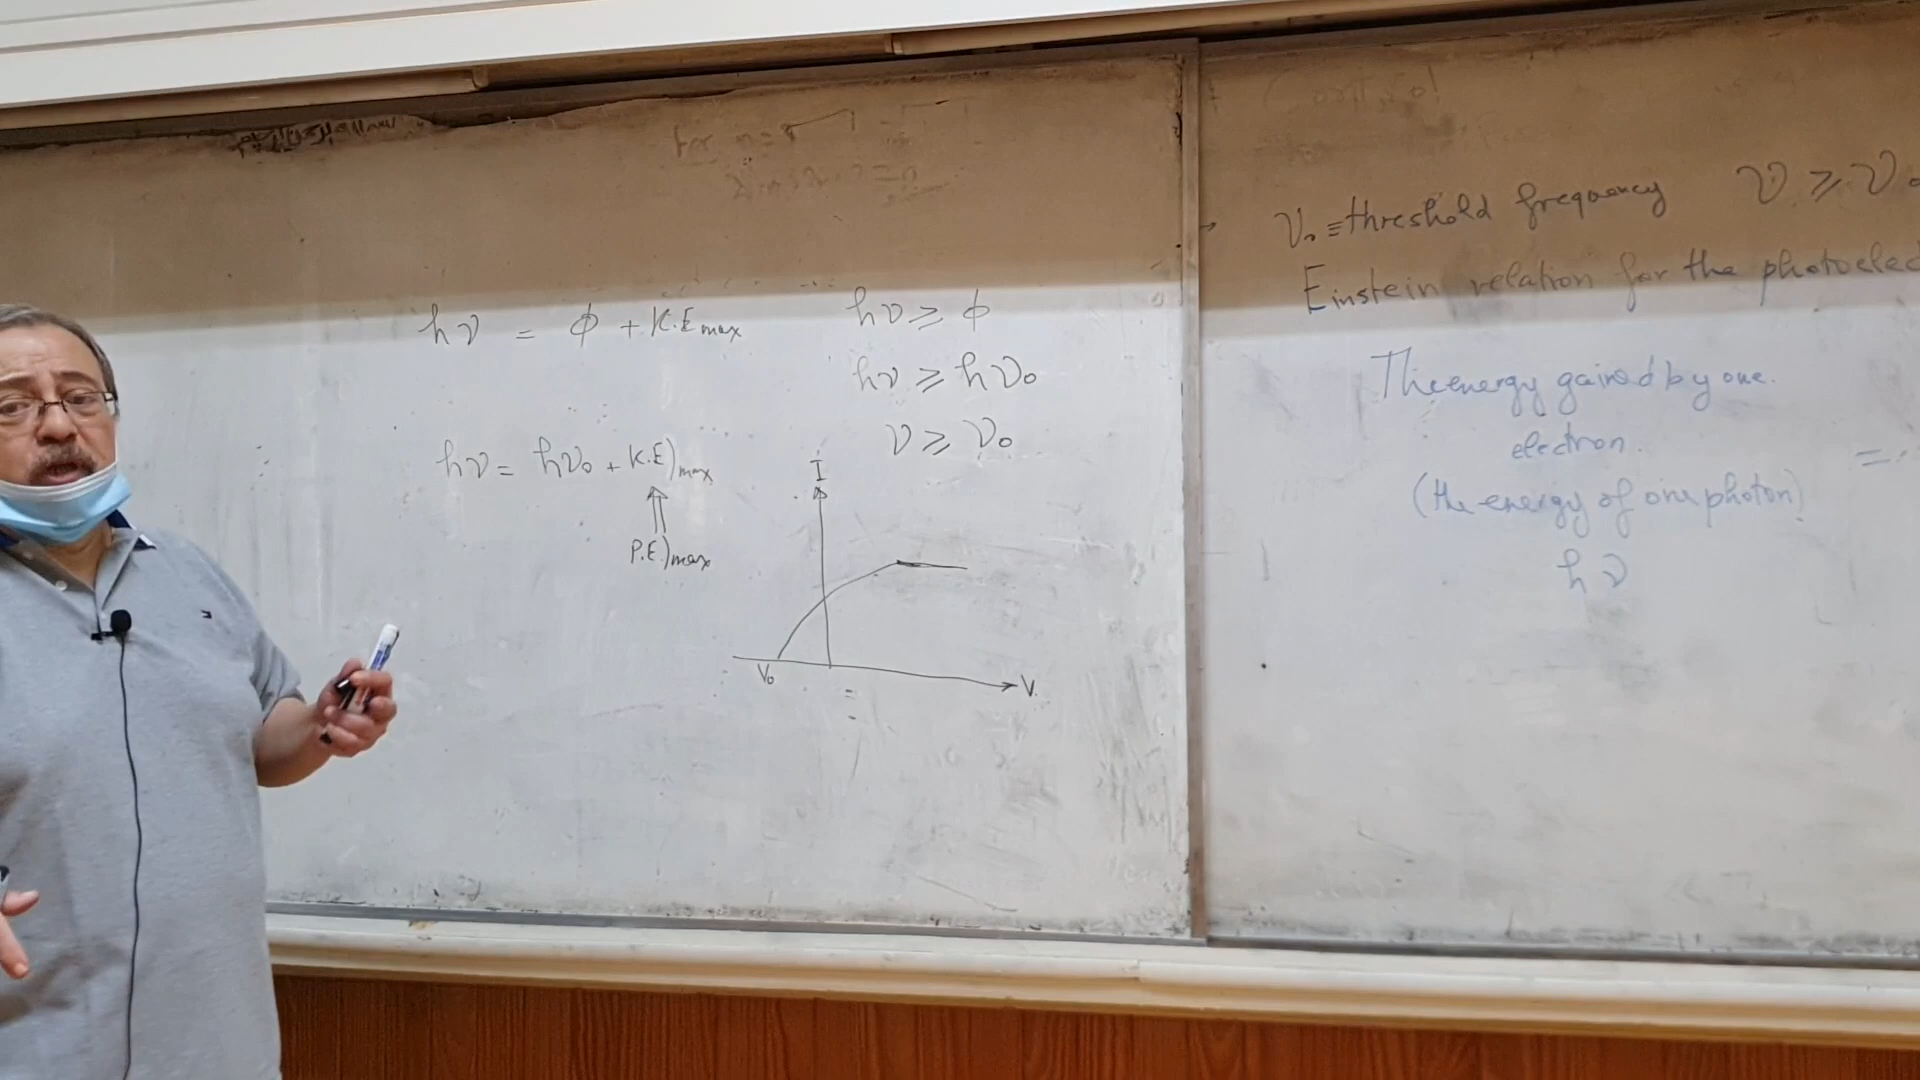 hν = ϕ + K.E max
hν ≥ ϕ
hν ≥ hν₀
ν ≥ ν₀
hν = hν₀ + K.E)max
P.E)max
I
V₀
V.
ν₀ ≡ threshold frequency ν ≥ ν₀
Einstein relation for the photoelec
The energy gained by one.
electron.
(the energy of one photon)
=
hν